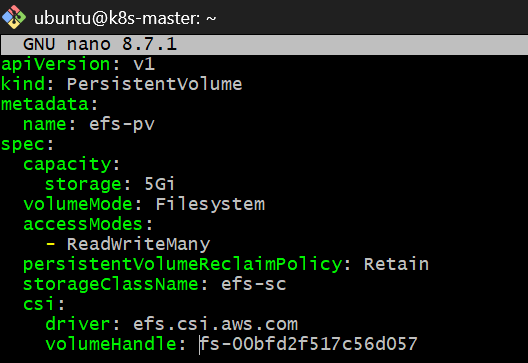 ubuntu@k8s-master: ~
GNU nano 8.7.1
apiVersion: v1
kind: PersistentVolume
metadata:
  name: efs-pv
spec:
  capacity:
    storage: 5Gi
  volumeMode: Filesystem
  accessModes:
    - ReadWriteMany
  persistentVolumeReclaimPolicy: Retain
  storageClassName: efs-sc
  csi:
    driver: efs.csi.aws.com
    volumeHandle: fs-00bfd2f517c56d057